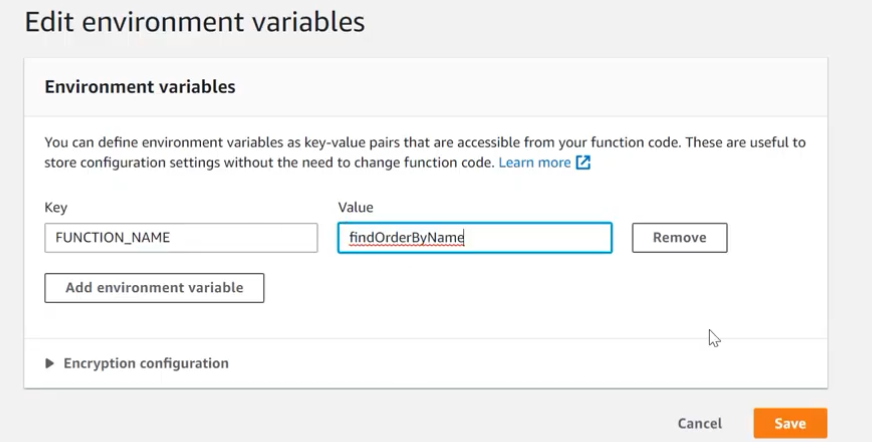 Edit environment variables
Environment variables
You can define environment variables as key-value pairs that are accessible from your function code. These are useful to
store configuration settings without the need to change function code. Learn more
Key
Value
FUNCTION_NAME
findOrderByName
Remove
Add environment variable
Encryption configuration
Cancel
Save